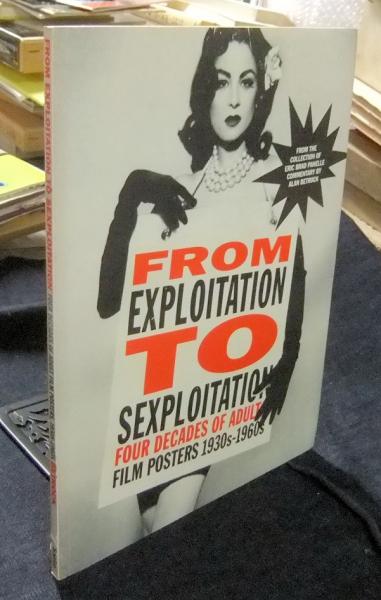 FROM THE
COLLECTION OF
ERIC BRAD PANELLE
COMMENTARY BY
ALAN BETROCK
FROM
EXPLOITATION
TO
SEXPLOITATION
FOUR DECADES OF ADULT
FILM POSTERS 1930s-1960s
FROM EXPLOITATION TO SEXPLOITATION